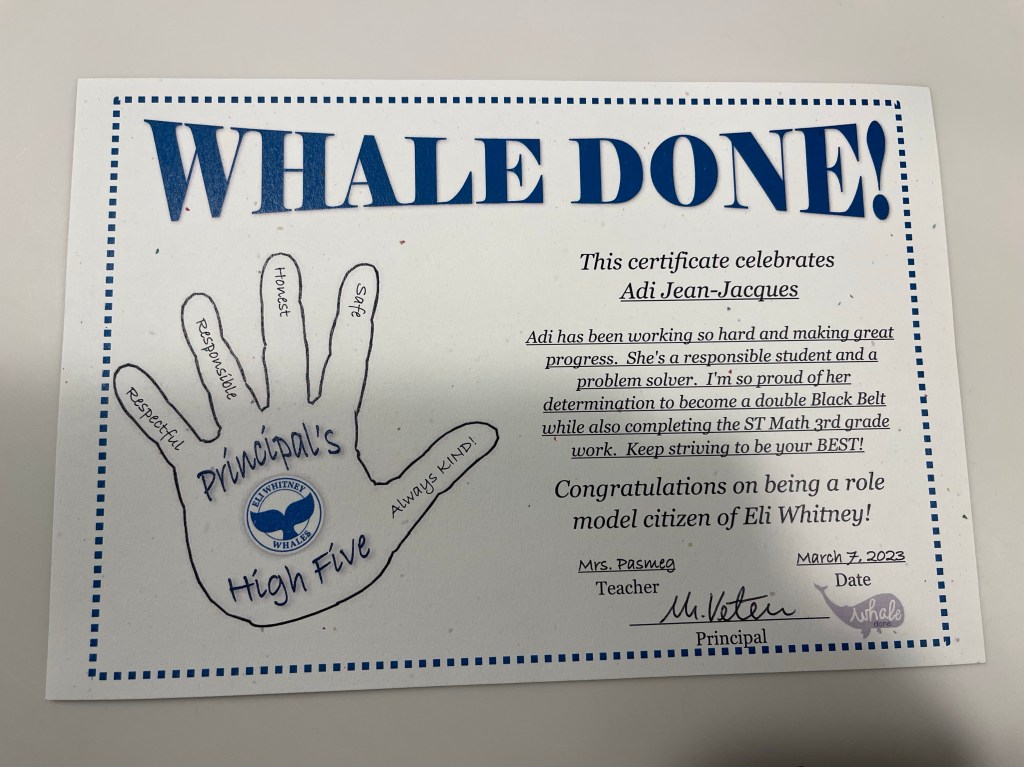 WHALE DONE!
This certificate celebrates
Adi Jean-Jacques
Adi has been working so hard and making great
progress. She's a responsible student and a
problem solver. I'm so proud of her
determination to become a double Black Belt
while also completing the ST Math 3rd grade
work. Keep striving to be your BEST!
Congratulations on being a role
model citizen of Eli Whitney!
Mrs. Pasmeg
Teacher
March 7, 2023
Date
Principal
whale
done
Respectful
Responsible
Honest
Safe
Always KIND!
Principal's
ELI WHITNEY
WHALES
High Five